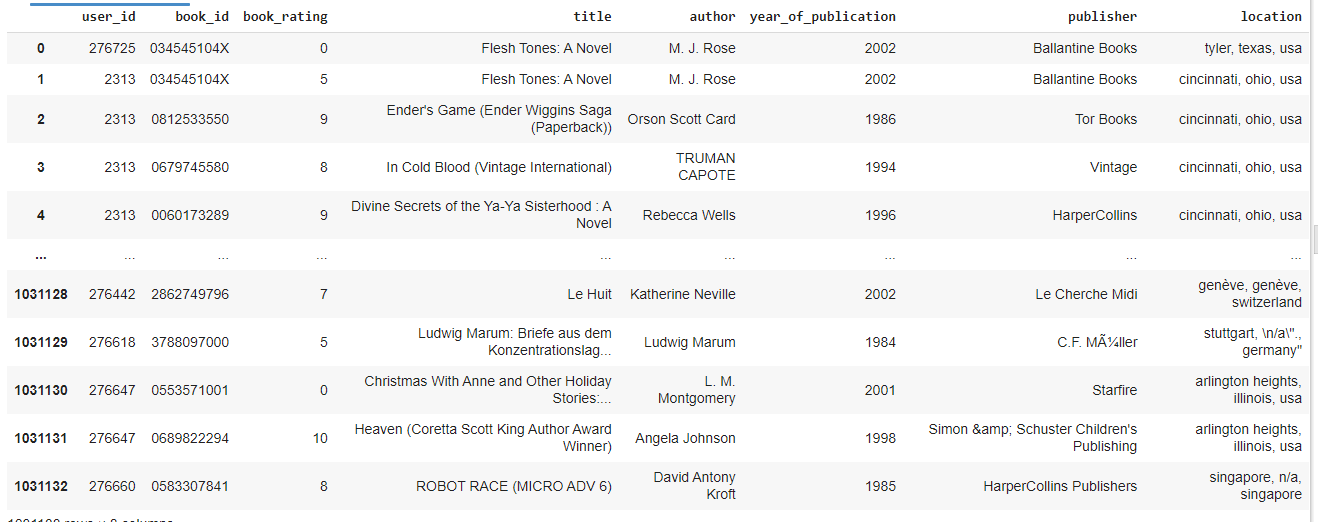 user_id book_id book_rating title author year_of_publication publisher location
0 276725 034545104X 0 Flesh Tones: A Novel M. J. Rose 2002 Ballantine Books tyler, texas, usa
1 2313 034545104X 5 Flesh Tones: A Novel M. J. Rose 2002 Ballantine Books cincinnati, ohio, usa
Ender's Game (Ender Wiggins Saga
2 2313 0812533550 9 (Paperback)) Orson Scott Card 1986 Tor Books cincinnati, ohio, usa
3 2313 0679745580 8 In Cold Blood (Vintage International) TRUMAN
CAPOTE 1994 Vintage cincinnati, ohio, usa
4 2313 0060173289 9 Divine Secrets of the Ya-Ya Sisterhood : A
Novel Rebecca Wells 1996 HarperCollins cincinnati, ohio, usa
... ... ... ... ... ... ... ... ...
1031128 276442 2862749796 7 Le Huit Katherine Neville 2002 Le Cherche Midi genève, genève,
switzerland
1031129 276618 3788097000 5 Ludwig Marum: Briefe aus dem
Konzentrationslag... Ludwig Marum 1984 C.F. MÃ¼ller stuttgart, \n/a\".,
germany"
1031130 276647 0553571001 0 Christmas With Anne and Other Holiday
Stories:... L. M.
Montgomery 2001 Starfire arlington heights,
illinois, usa
1031131 276647 0689822294 10 Heaven (Coretta Scott King Author Award
Winner) Angela Johnson 1998 Simon &amp; Schuster Children's
Publishing arlington heights,
illinois, usa
1031132 276660 0583307841 8 ROBOT RACE (MICRO ADV 6) David Antony
Kroft 1985 HarperCollins Publishers singapore, n/a,
singapore